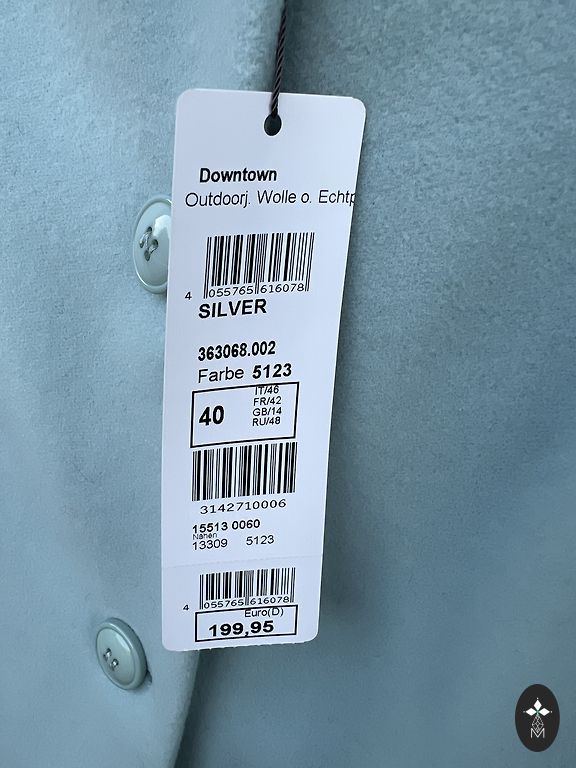 Downtown
Outdoorj. Wolle o. Echtp
4 055765 616078
SILVER
363068.002
Farbe 5123
40
IT/46
FR/42
GB/14
RU/48
3142710006
15513 0060
Nähen
13309 5123
4 055765 616078
Euro(D)
199,95
M